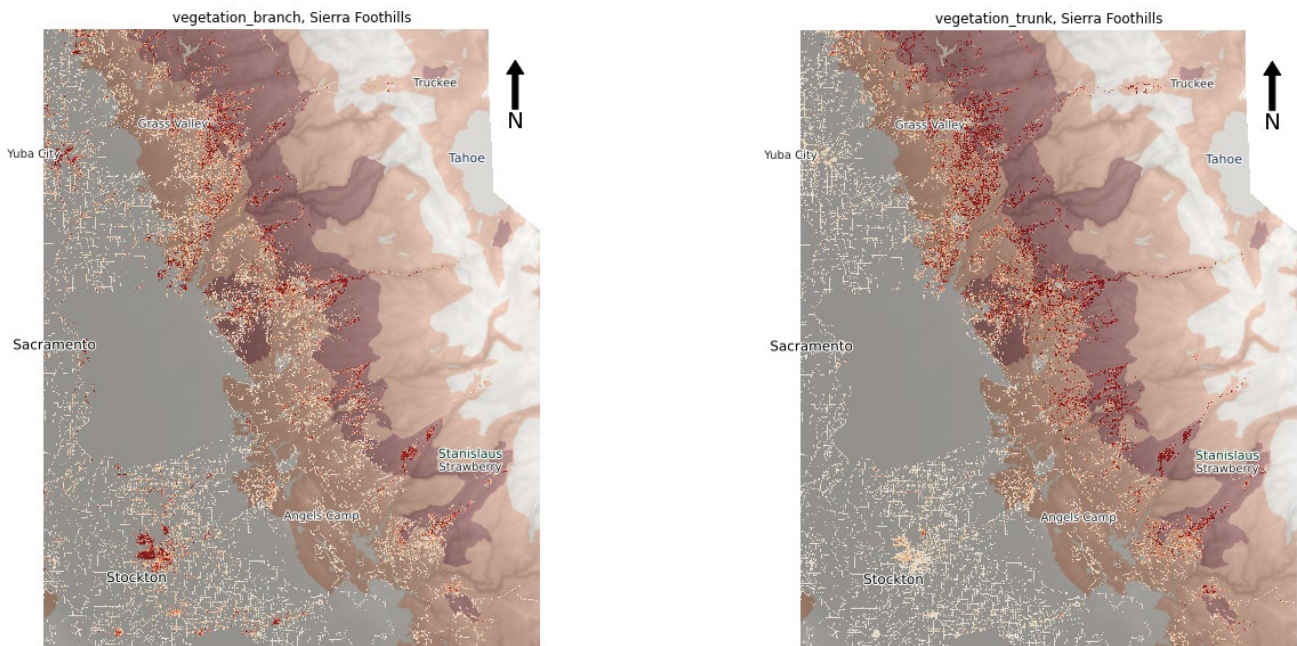 vegetation_branch, Sierra Foothills
Truckee
N
Grass Valley
Yuba City
Tahoe
Sacramento
Stanislaus
Strawberry
Angels Camp
Stockton
vegetation_trunk, Sierra Foothills
Truckee
N
Grass Valley
Yuba City
Tahoe
Sacramento
Stanislaus
Strawberry
Angels Camp
Stockton